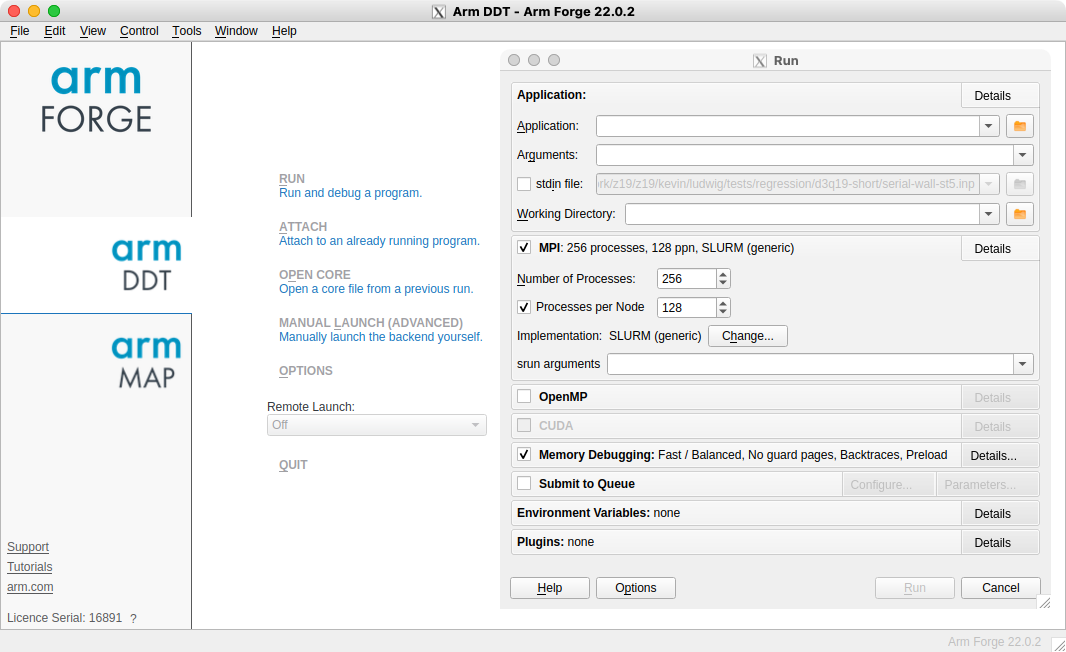 Arm DDT - Arm Forge 22.0.2
File Edit View Control Tools Window Help
arm
FORGE
arm
DDT
arm
MAP
Support
Tutorials
arm.com
Licence Serial: 16891 ?
RUN
Run and debug a program.
ATTACH
Attach to an already running program.
OPEN CORE
Open a core file from a previous run.
MANUAL LAUNCH (ADVANCED)
Manually launch the backend yourself.
OPTIONS
Remote Launch:
Off
QUIT
Run
Application: Details
Application:
Arguments:
stdin file: rk/z19/z19/kevin/ludwig/tests/regression/d3q19-short/serial-wall-st5.inp
Working Directory:
MPI: 256 processes, 128 ppn, SLURM (generic) Details
Number of Processes: 256
Processes per Node 128
Implementation: SLURM (generic) Change...
srun arguments
OpenMP Details
CUDA Details
Memory Debugging: Fast / Balanced, No guard pages, Backtraces, Preload Details...
Submit to Queue Configure... Parameters...
Environment Variables: none Details
Plugins: none Details
Help Options Run Cancel
Arm Forge 22.0.2